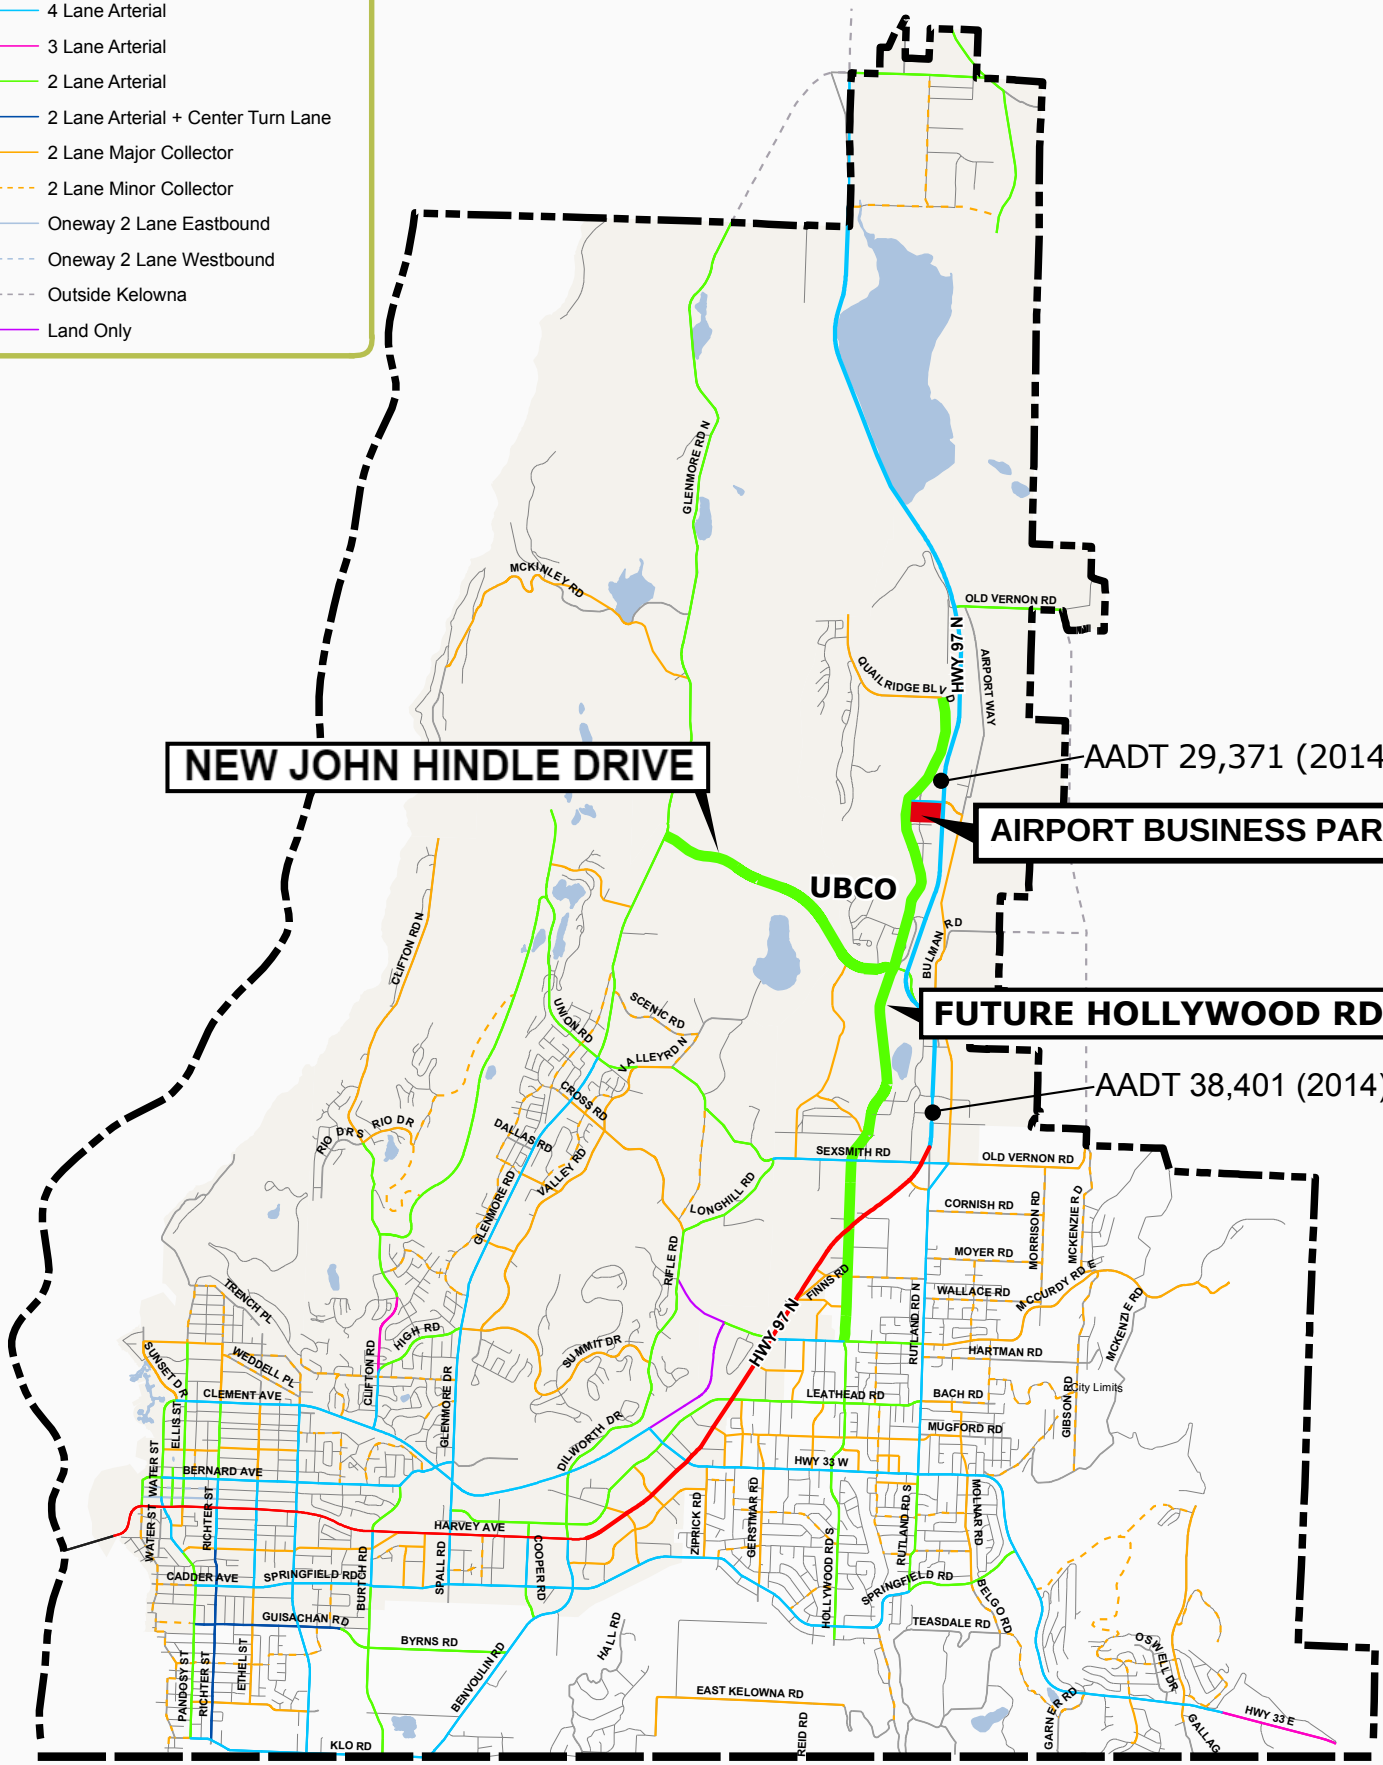 4 Lane Arterial
3 Lane Arterial
2 Lane Arterial
2 Lane Arterial + Center Turn Lane
2 Lane Major Collector
2 Lane Minor Collector
Oneway 2 Lane Eastbound
Oneway 2 Lane Westbound
Outside Kelowna
Land Only
GLENMORE RD N
MCKINLEY RD
OLD VERNON RD
HWY 97 N
AIRPORT WAY
QUAIL RIDGE BLVD
NEW JOHN HINDLE DRIVE
AADT 29,371 (2014
AIRPORT BUSINESS PAR
UBCO
CLIFTON RD N
BULMAN RD
FUTURE HOLLYWOOD RD
SCENIC RD
UNION RD
VALLEY RD N
AADT 38,401 (2014)
CROSS RD
RIO DR S
RIO DR
DALLAS RD
VALLEY RD
SEXSMITH RD
OLD VERNON RD
GLENMORE RD
LONGHILL RD
CORNISH RD
MORRISON RD
MCKENZIE RD
MOYER RD
RIFLE RD
FINNS RD
WALLACE RD
MCCURDY RD E
TRENCH PL
HWY 97 N
RUTLAND RD N
MCKENZIE RD
HIGH RD
SUMMIT DR
HARTMAN RD
SUNSET DR
WEDDELL PL
CLIFTON RD
CLEMENT AVE
GLENMORE DR
LEATHEAD RD
BACH RD
GIBSON RD
City Limits
ELLIS ST
DILWORTH DR
MUGFORD RD
WATER ST
BERNARD AVE
HWY 33 W
RICHTER ST
ZIPRICK RD
GERSTMAR RD
RUTLAND RD S
MOLNAR RD
WATER ST
HARVEY AVE
HOLLYWOOD RD S
CADDER AVE
SPRINGFIELD RD
BURTCH RD
SPALL RD
COOPER RD
SPRINGFIELD RD
BELGO RD
GUISACHAN RD
BYRNS RD
HALL RD
TEASDALE RD
PANDOSY ST
RICHTER ST
ETHEL ST
BENVOULIN RD
OSWELL DR
EAST KELOWNA RD
GARNER RD
HWY 33 E
GALLAG
REID RD
KLO RD